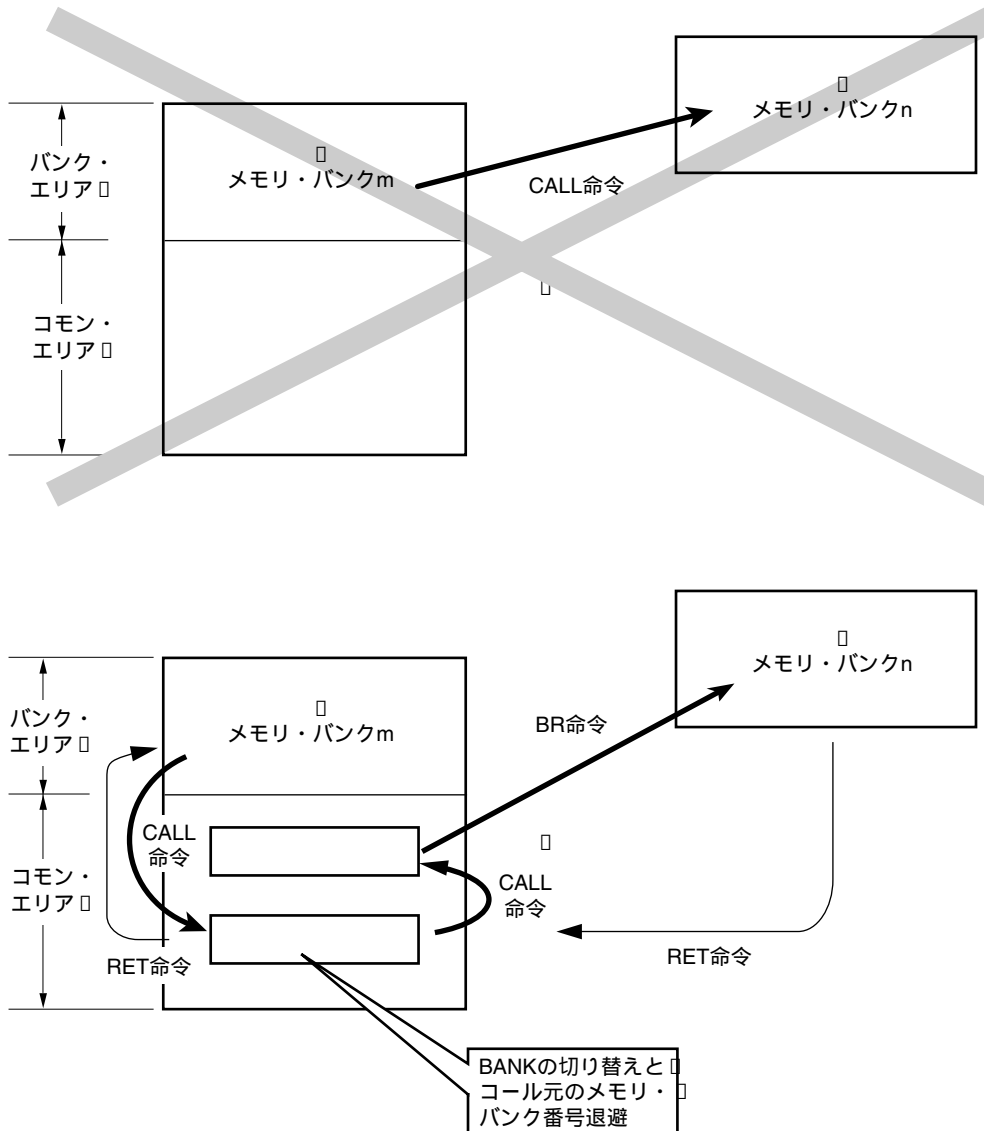 メモリ・バンクn
バンク・
エリア
メモリ・バンクm
CALL命令
コモン・
エリア
メモリ・バンクn
バンク・
エリア
メモリ・バンクm
BR命令
CALL
命令
コモン・
エリア
CALL
命令
RET命令
RET命令
BANKの切り替えと
コール元のメモリ・
バンク番号退避